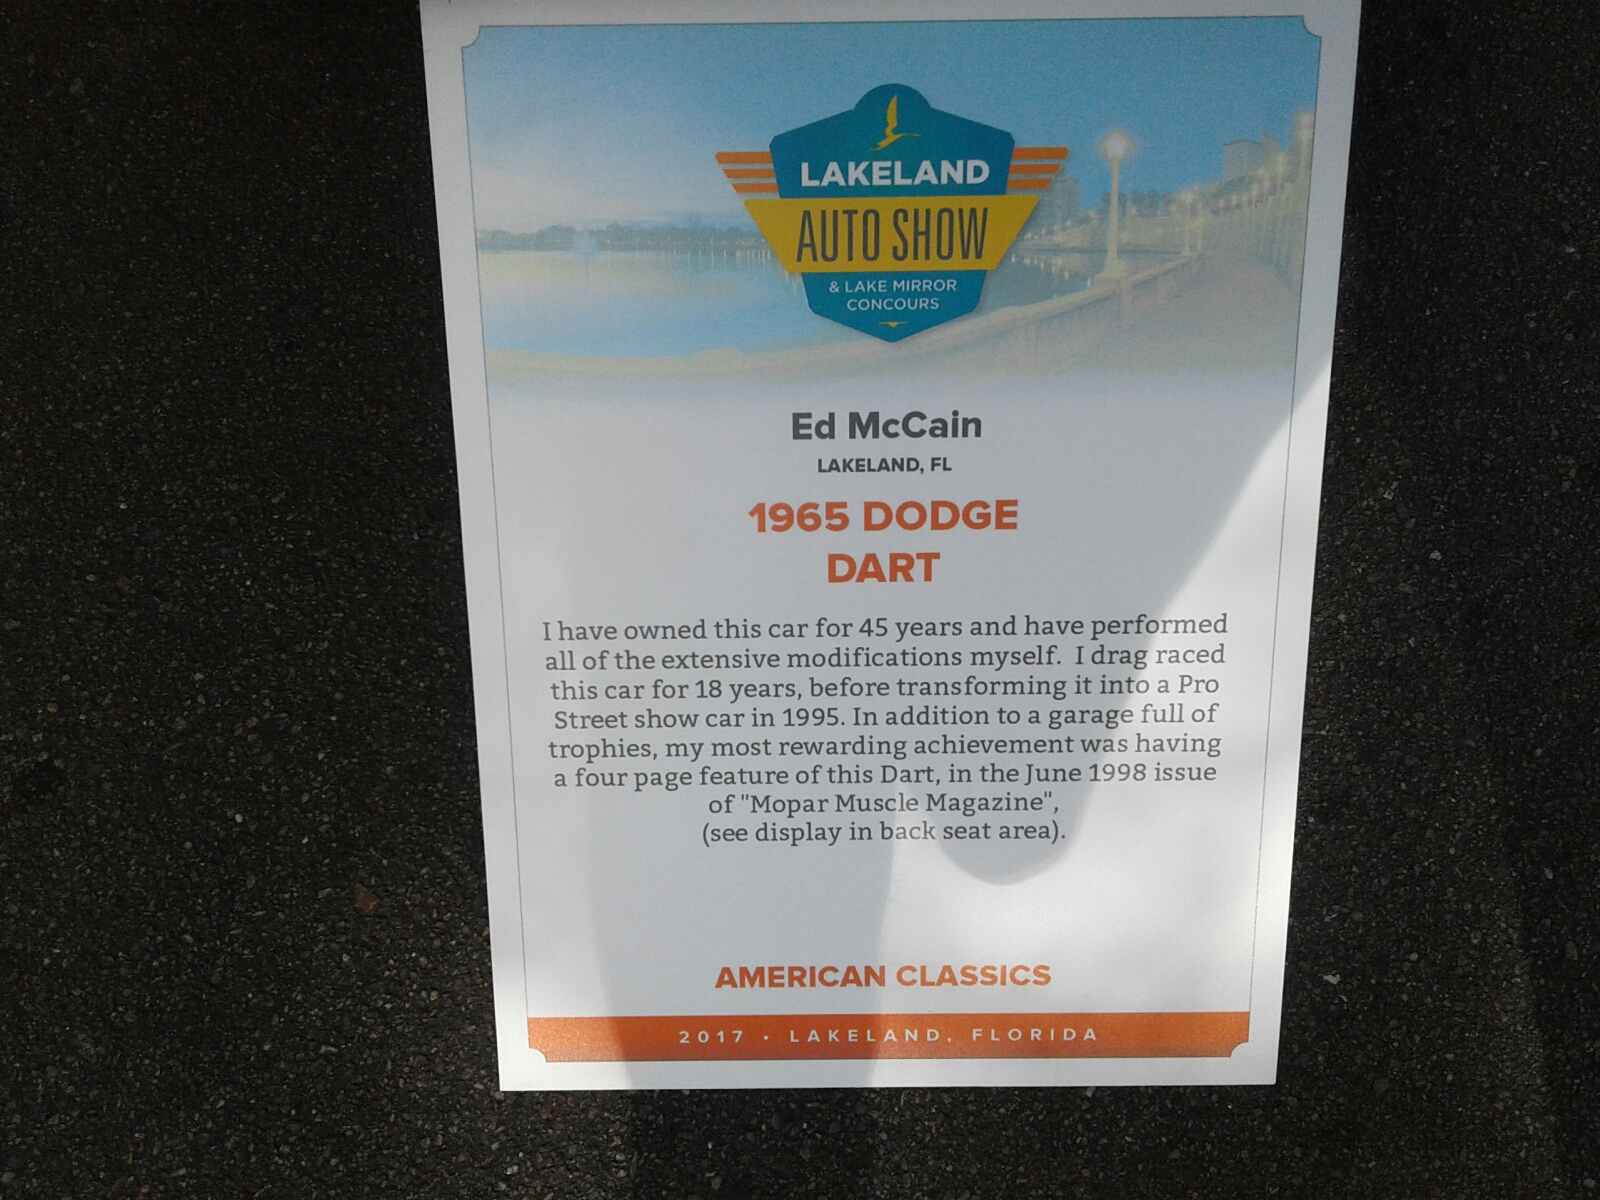 LAKELAND
AUTO SHOW
& LAKE MIRROR
CONCOURS
Ed McCain
LAKELAND, FL
1965 DODGE
DART
I have owned this car for 45 years and have performed
all of the extensive modifications myself.  I drag raced
this car for 18 years, before transforming it into a Pro
Street show car in 1995. In addition to a garage full of
trophies, my most rewarding achievement was having
a four page feature of this Dart, in the June 1998 issue
of "Mopar Muscle Magazine",
(see display in back seat area).
AMERICAN CLASSICS
2017 • LAKELAND, FLORIDA